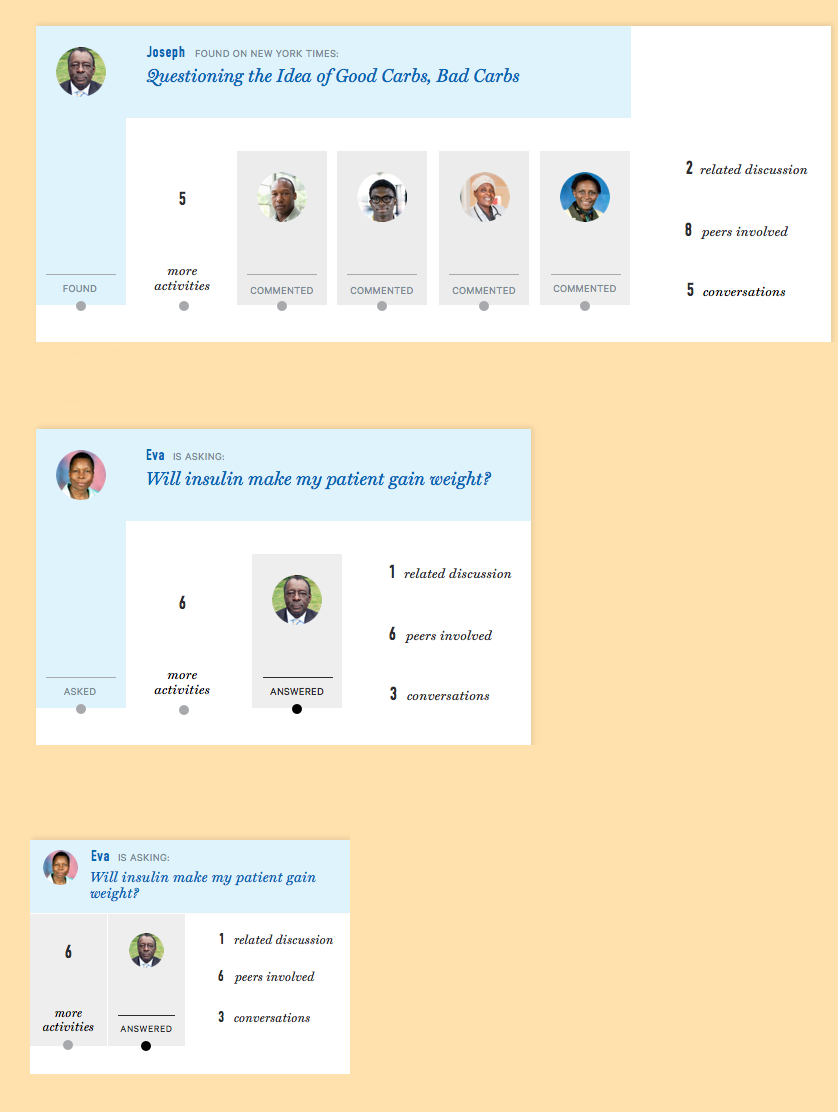 Joseph FOUND ON NEW YORK TIMES:
Questioning the Idea of Good Carbs, Bad Carbs
5
more
activities
FOUND
COMMENTED
COMMENTED
COMMENTED
COMMENTED
2 related discussion
8 peers involved
5 conversations
Eva IS ASKING:
Will insulin make my patient gain weight?
6
more
activities
ASKED
ANSWERED
1 related discussion
6 peers involved
3 conversations
Eva IS ASKING:
Will insulin make my patient gain
weight?
6
more
activities
ANSWERED
1 related discussion
6 peers involved
3 conversations